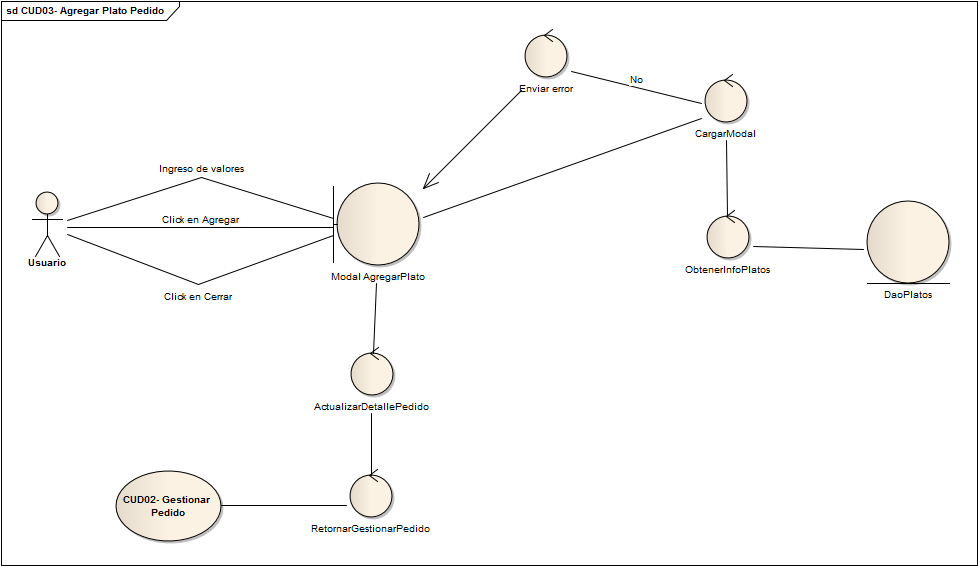 sd CUD03- Agregar Plato Pedido
Enviar error
No
CargarModal
Ingreso de valores
Click en Agregar
Usuario
Click en Cerrar
Modal AgregarPlato
ObtenerInfoPlatos
DaoPlatos
ActualizarDetallePedido
CUD02- Gestionar
Pedido
RetornarGestionarPedido